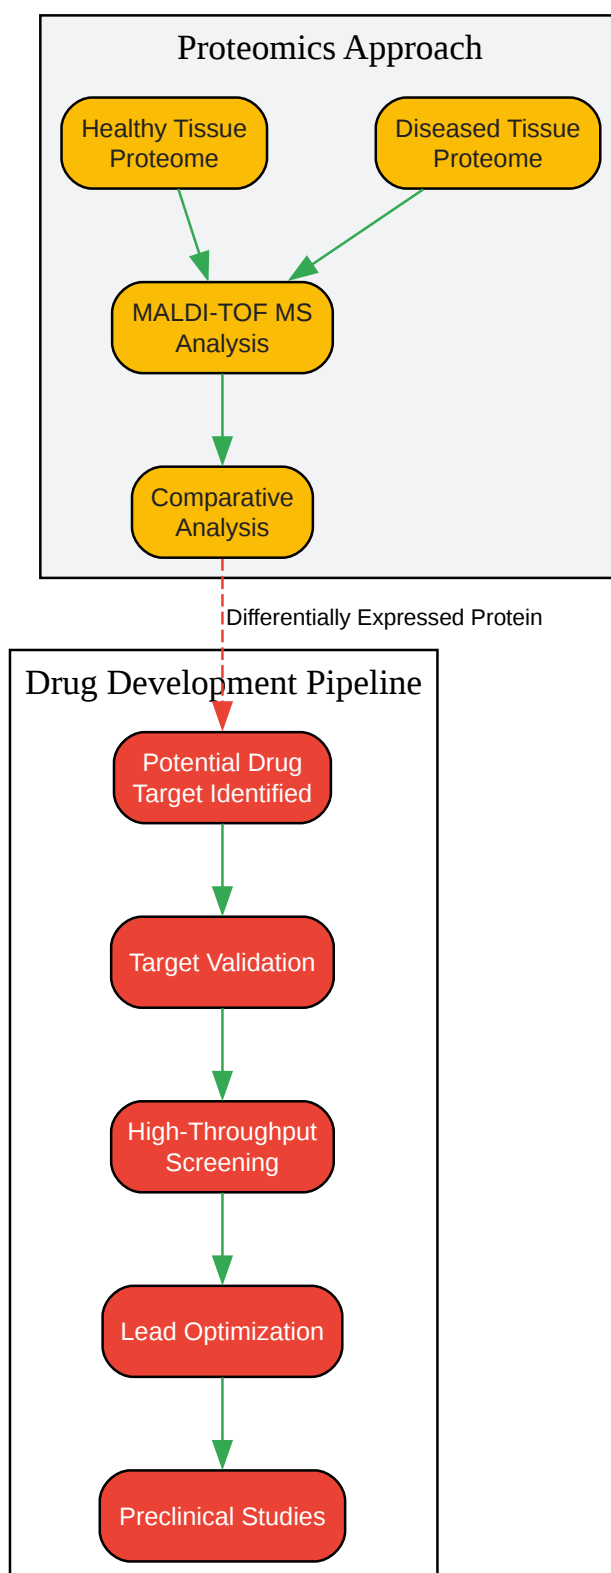 Proteomics Approach
Healthy Tissue
Proteome
Diseased Tissue
Proteome
MALDI-TOF MS
Analysis
Comparative
Analysis
Differentially Expressed Protein
Drug Development Pipeline
Potential Drug
Target Identified
Target Validation
High-Throughput
Screening
Lead Optimization
Preclinical Studies